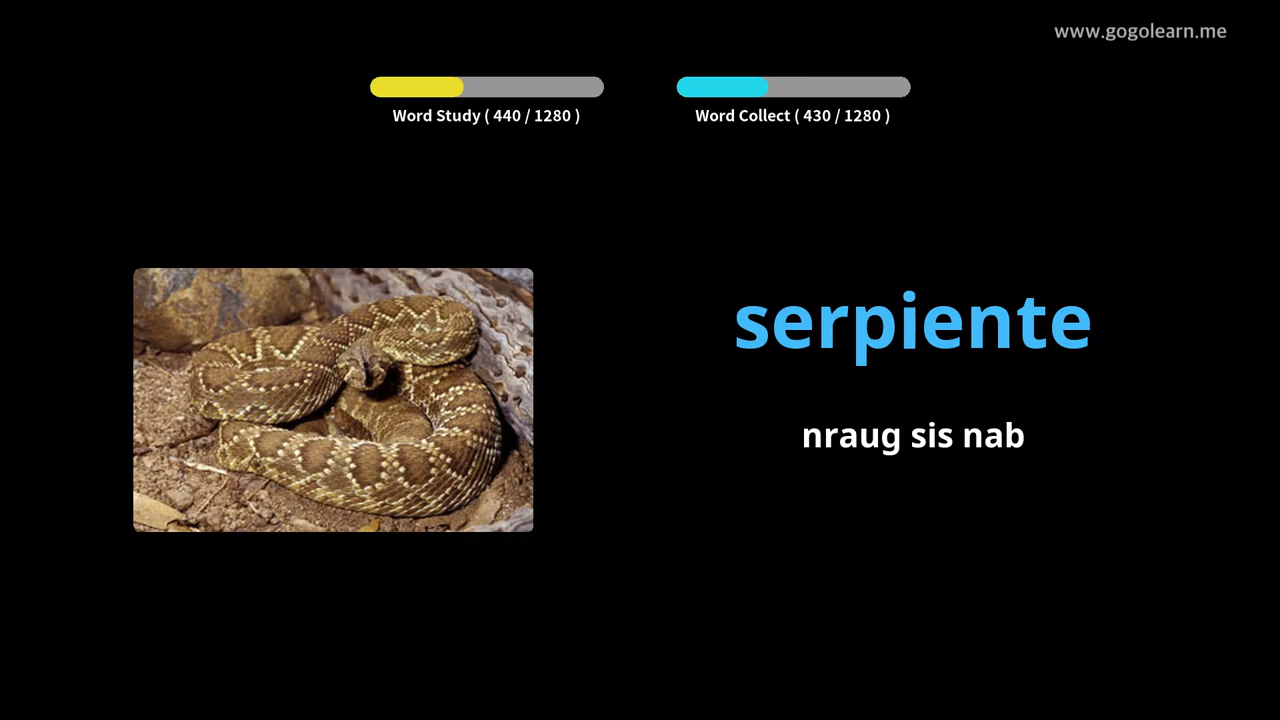 www.gogolearn.me
Word Study ( 440 / 1280 )
Word Collect ( 430 / 1280 )
serpiente
nraug sis nab